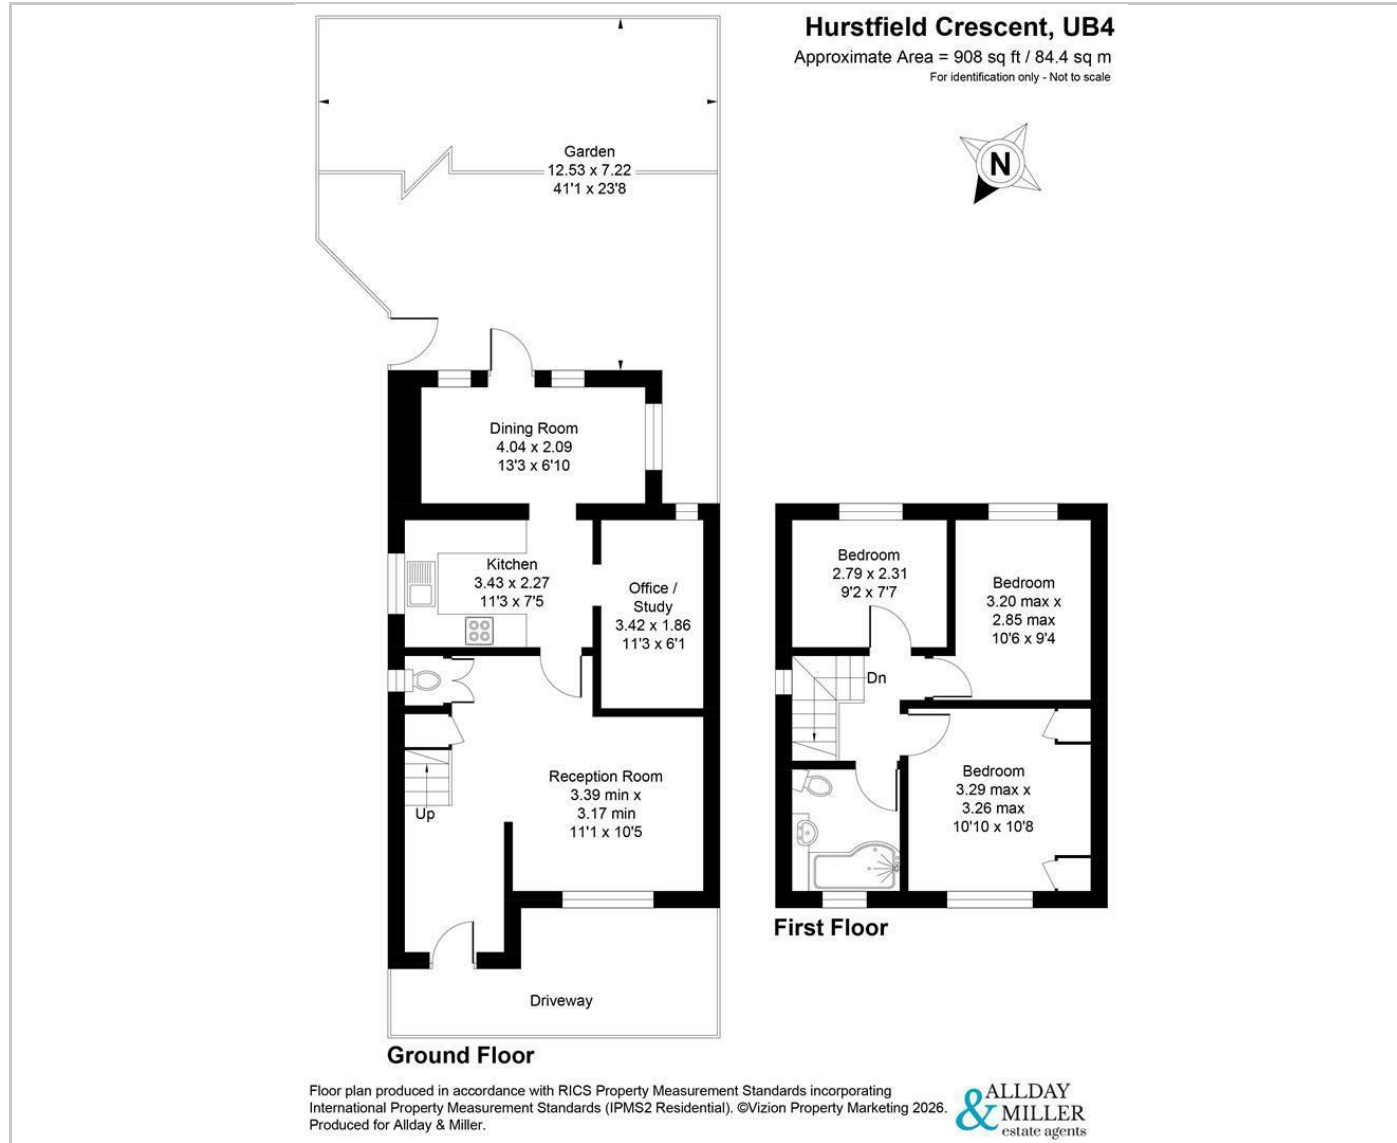 Hurstfield Crescent, UB4
Approximate Area = 908 sq ft / 84.4 sq m
For identification only - Not to scale
N
Garden
12.53 x 7.22
41'1 x 23'8
Dining Room
4.04 x 2.09
13'3 x 6'10
Kitchen
3.43 x 2.27
11'3 x 7'5
Office /
Study
3.42 x 1.86
11'3 x 6'1
Reception Room
3.39 min x
3.17 min
11'1 x 10'5
Up
Driveway
Ground Floor
Bedroom
2.79 x 2.31
9'2 x 7'7
Bedroom
3.20 max x
2.85 max
10'6 x 9'4
Dn
Bedroom
3.29 max x
3.26 max
10'10 x 10'8
First Floor
Floor plan produced in accordance with RICS Property Measurement Standards incorporating
International Property Measurement Standards (IPMS2 Residential). ©Vizion Property Marketing 2026.
Produced for Allday & Miller.
ALLDAY
& MILLER
estate agents